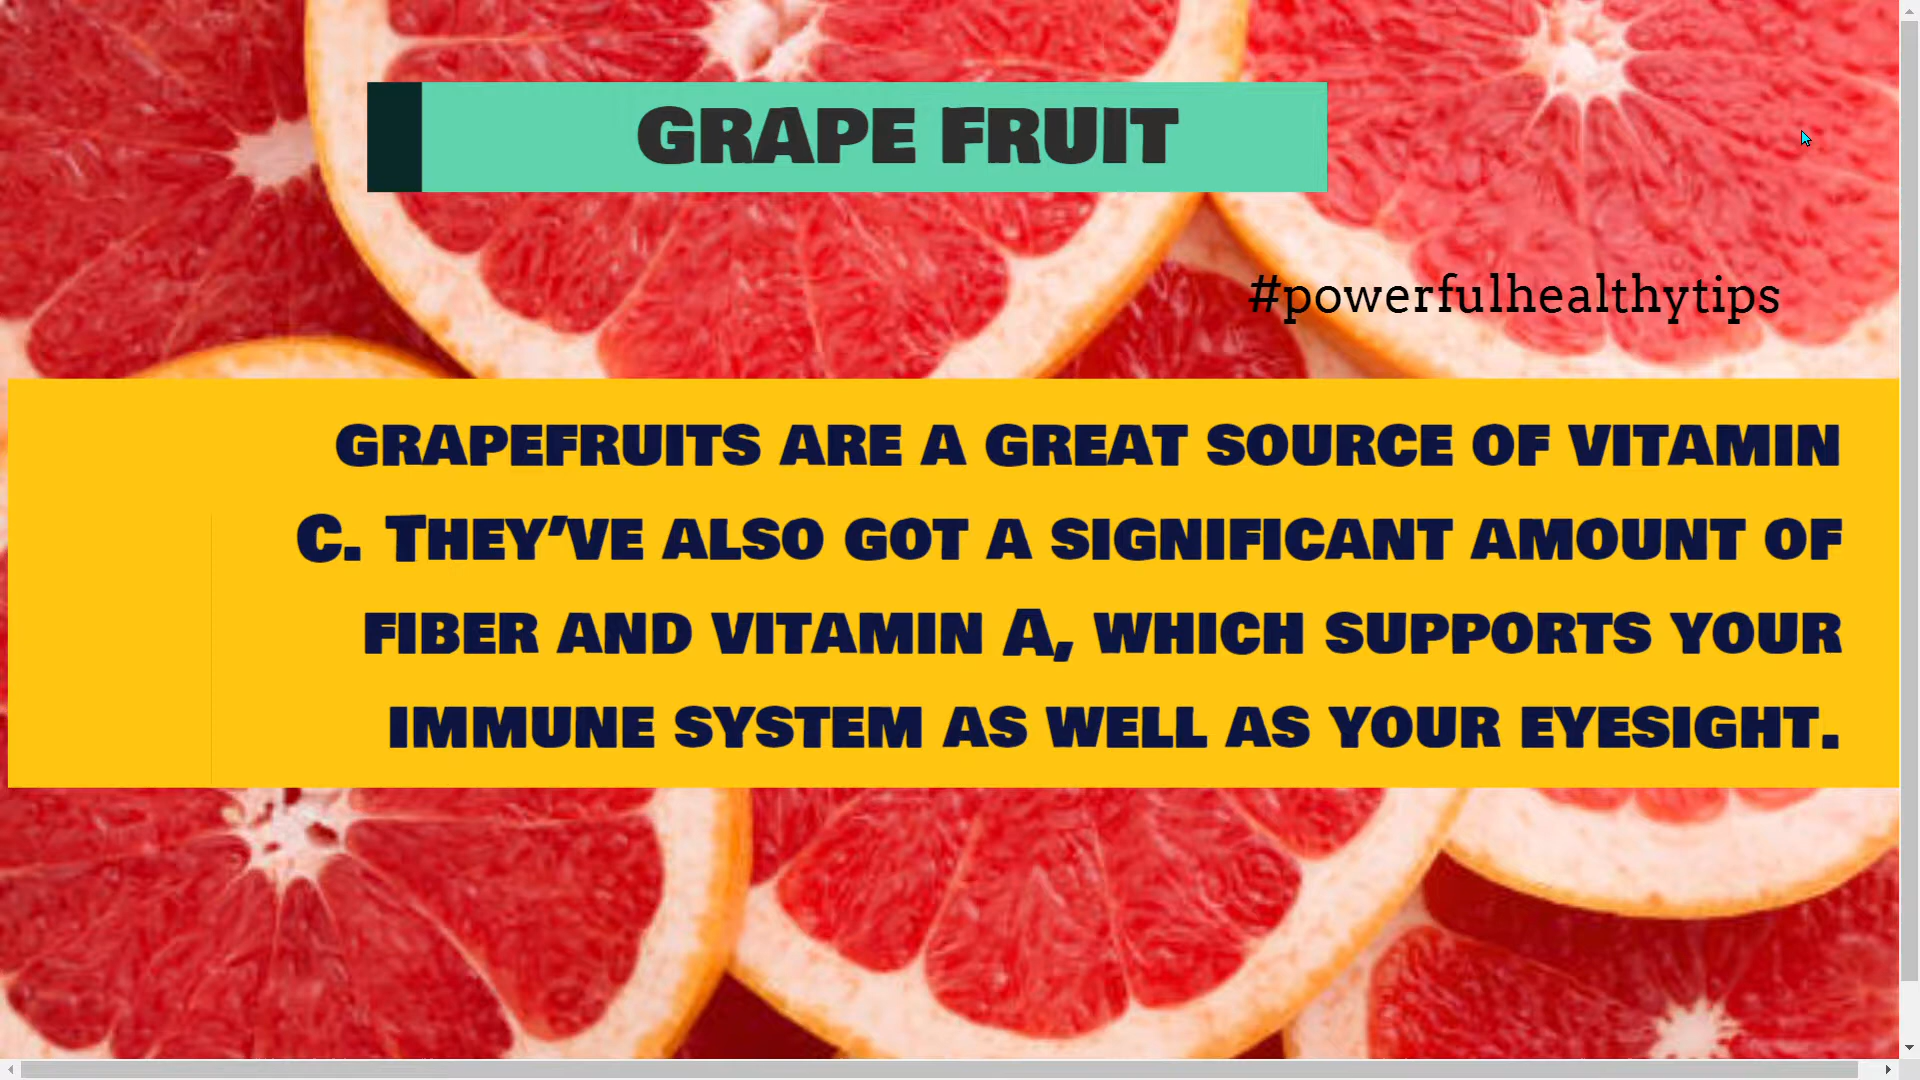 GRAPE FRUIT
#powerfulhealthytips
GRAPEFRUITS ARE A GREAT SOURCE OF VITAMIN
C. THEY’VE ALSO GOT A SIGNIFICANT AMOUNT OF
FIBER AND VITAMIN A, WHICH SUPPORTS YOUR
IMMUNE SYSTEM AS WELL AS YOUR EYESIGHT.